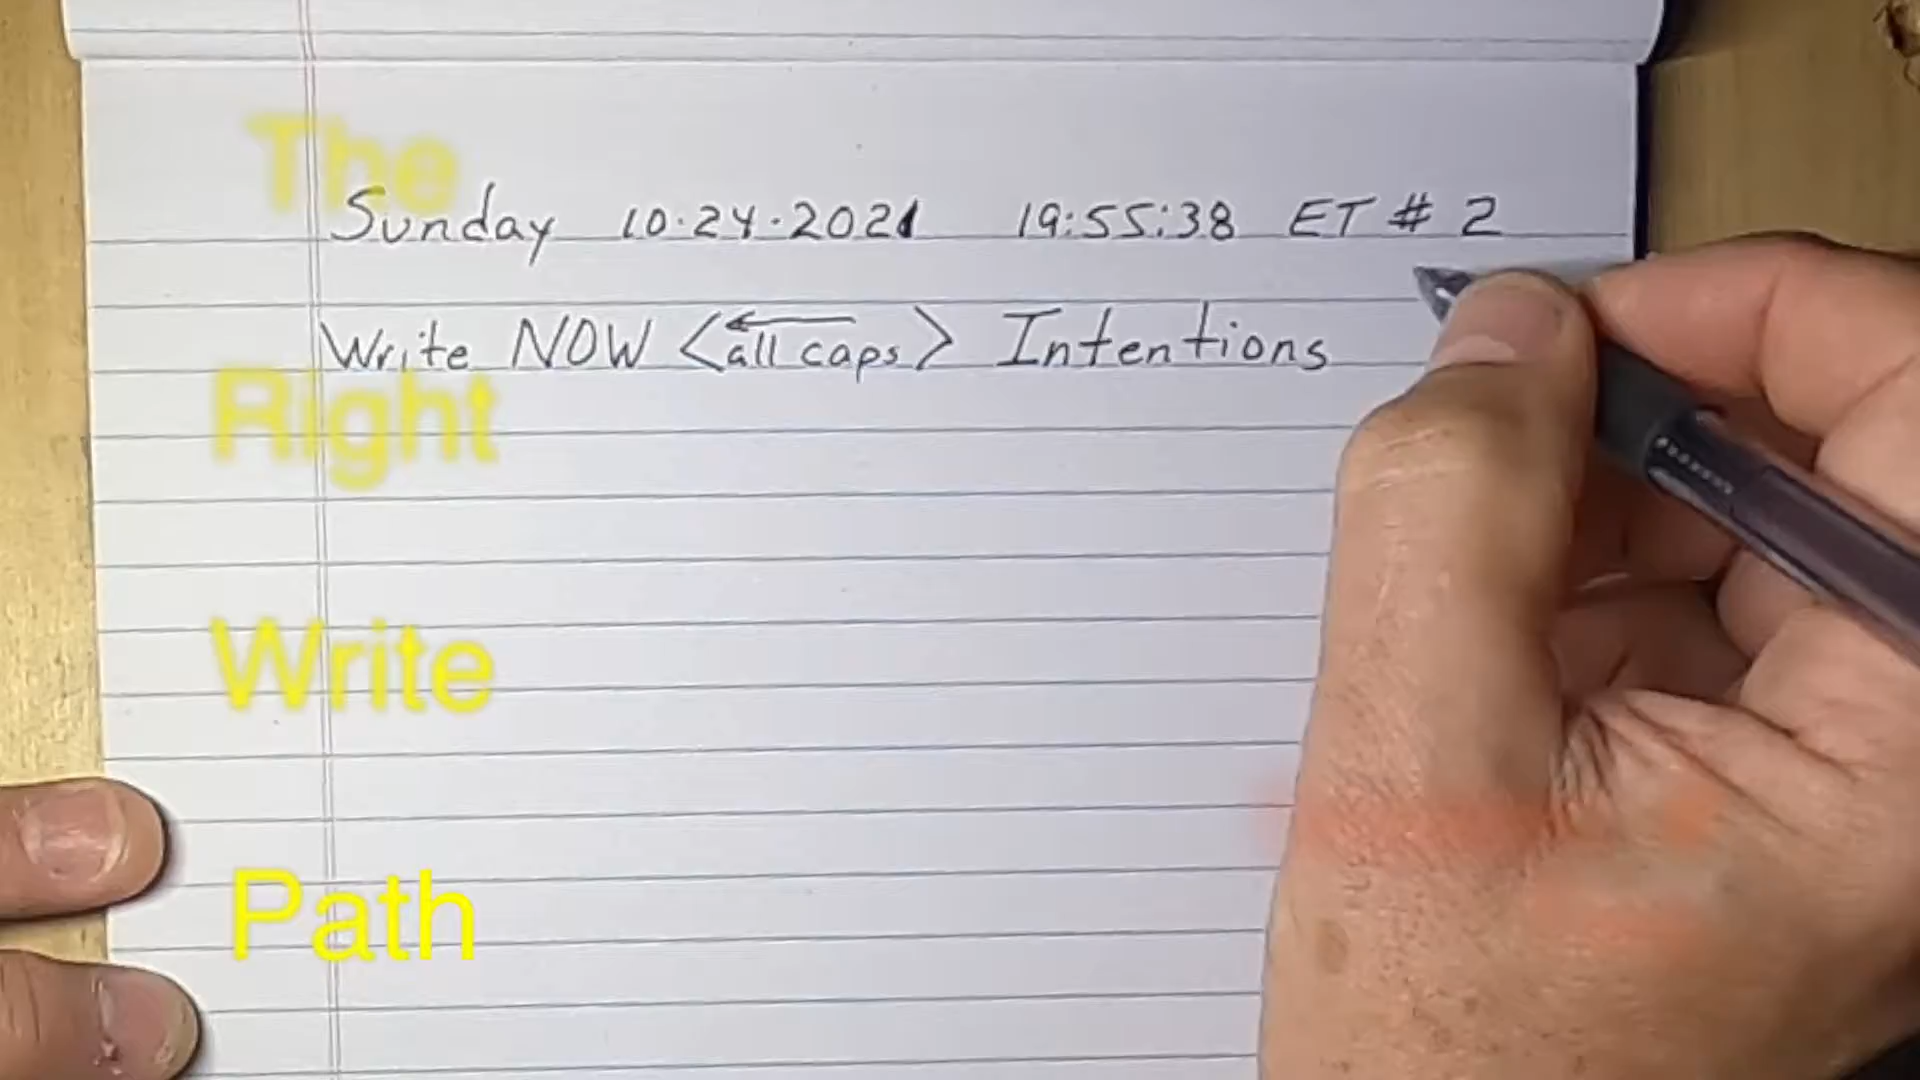 The
Sunday 10.24.2021 19:55:38 ET # 2
Write NOW <all caps> Intentions
Right
Write
Path